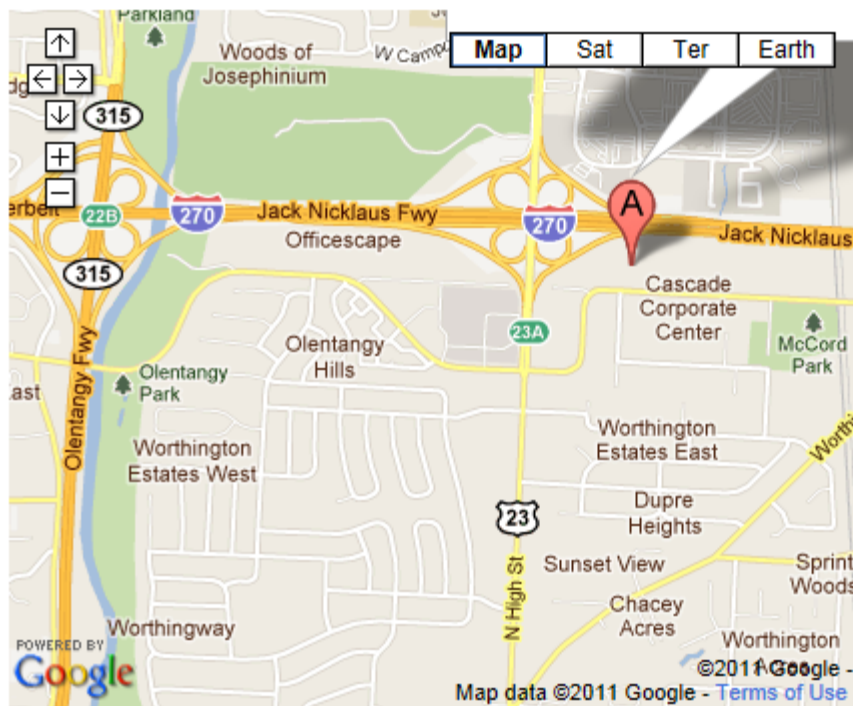 Parkland
Woods of
Josephinium
W Camp
Map
Sat
Ter
Earth
315
A
22B
270
Jack Nicklaus Fwy
270
Jack Nicklaus
Officescape
315
Cascade
Corporate
Center
23A
McCord
Park
Olentangy
Hills
Olentangy
Park
Olentangy Fwy
Worthington
Estates West
Worthington
Estates East
Worthi
Dupre
Heights
23
N High St
Sunset View
Sprin
Woods
Chacey
Acres
Worthingway
Worthington
POWERED BY
Google
©2011 Google -
Map data ©2011 Google - Terms of Use